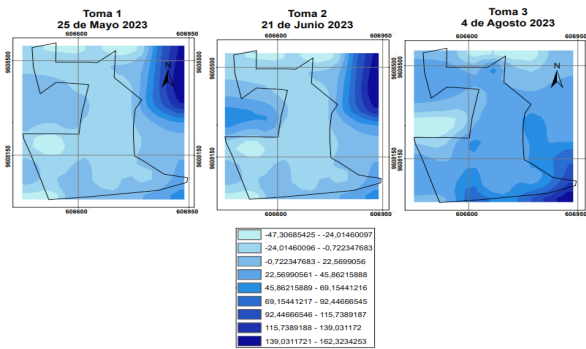 Toma 1
25 de Mayo 2023
Toma 2
21 de Junio 2023
Toma 3
4 de Agosto 2023
606600
606950
606600
606950
606600
606950
9608500
9608150
9608500
9608150
9608500
9608150
N
N
N
606600
606950
606600
606950
606600
606950
-47,30685425 - -24,01460097
-24,01460096 - -0,722347683
-0,722347683 - 22,5699056
22,56990561 - 45,86215888
45,86215889 - 69,15441216
69,15441217 - 92,44666545
92,44666546 - 115,7389187
115,7389188 - 139,031172
139,0311721 - 162,3234253